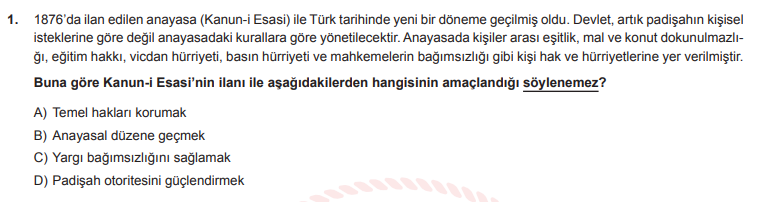 1. 1876’da ilan edilen anayasa (Kanun-i Esasi) ile Türk tarihinde yeni bir döneme geçilmiş oldu. Devlet, artık padişahın kişisel
isteklerine göre değil anayasadaki kurallara göre yönetilecektir. Anayasada kişiler arası eşitlik, mal ve konut dokunulmazlı-
ğı, eğitim hakkı, vicdan hürriyeti, basın hürriyeti ve mahkemelerin bağımsızlığı gibi kişi hak ve hürriyetlerine yer verilmiştir.
Buna göre Kanun-i Esasi’nin ilanı ile aşağıdakilerden hangisinin amaçlandığı söylenemez?
A) Temel hakları korumak
B) Anayasal düzene geçmek
C) Yargı bağımsızlığını sağlamak
D) Padişah otoritesini güçlendirmek